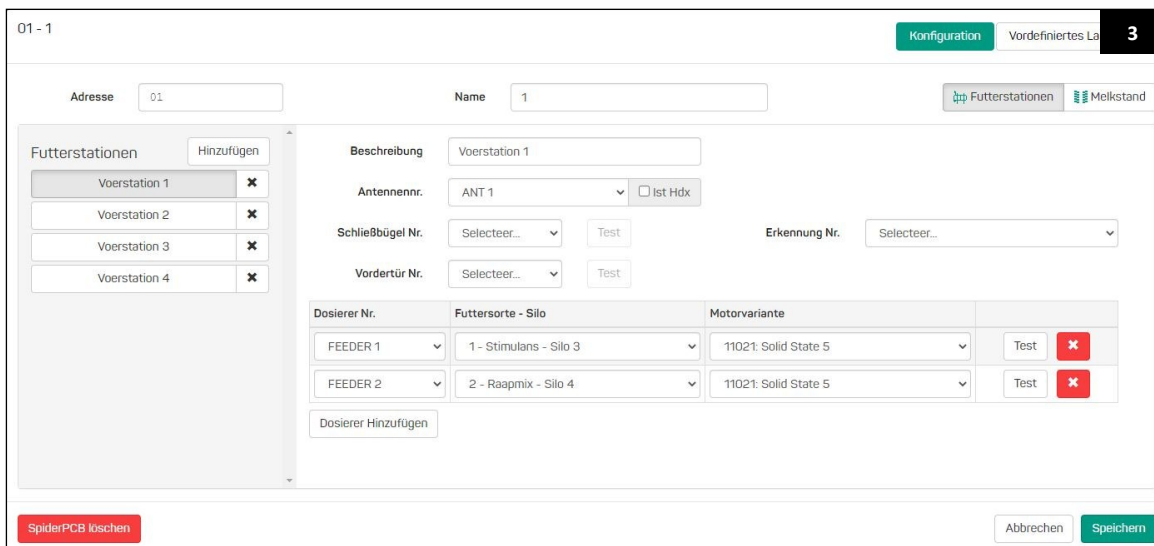 01 - 1
Konfiguration
Vordefiniertes La
3
Adresse 01 Name 1 Futterstationen Melkstand
Futterstationen Hinzufügen
Voerstation 1
Voerstation 2
Voerstation 3
Voerstation 4
Beschreibung Voerstation 1
Antennennr. ANT 1 Ist Hdx
Schließbügel Nr. Selecteer... Test Erkennung Nr. Selecteer...
Vordertür Nr. Selecteer... Test
Dosierer Nr. Futtersorte - Silo Motorvariante
FEEDER 1 1 - Stimulans - Silo 3 11021: Solid State 5 Test
FEEDER 2 2 - Raapmix - Silo 4 11021: Solid State 5 Test
Dosierer Hinzufügen
SpiderPCB löschen Abbrechen Speichern